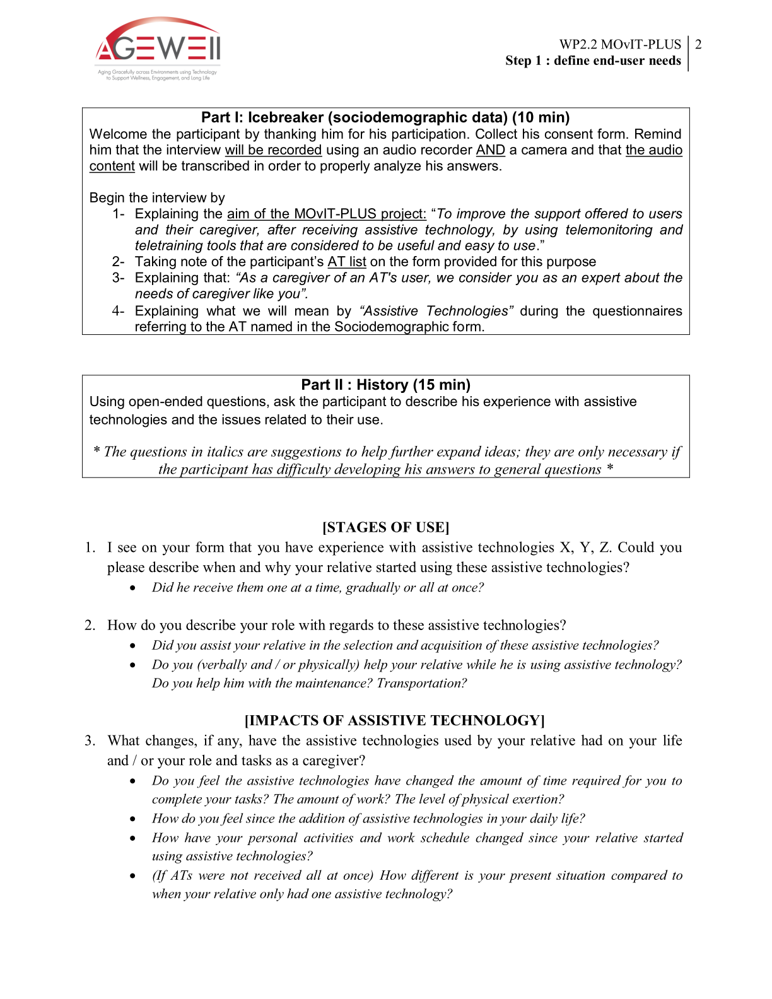 AGEWEll
Aging Gracefully across Environments using Technology
to Support Wellness, Engagement, and Long Life
WP2.2 MOvIT-PLUS 2
Step 1 : define end-user needs
Part I: Icebreaker (sociodemographic data) (10 min)
Welcome the participant by thanking him for his participation. Collect his consent form. Remind
him that the interview will be recorded using an audio recorder AND a camera and that the audio
content will be transcribed in order to properly analyze his answers.
Begin the interview by
1- Explaining the aim of the MOvIT-PLUS project: “To improve the support offered to users
and their caregiver, after receiving assistive technology, by using telemonitoring and
teletraining tools that are considered to be useful and easy to use.”
2- Taking note of the participant’s AT list on the form provided for this purpose
3- Explaining that: “As a caregiver of an AT's user, we consider you as an expert about the
needs of caregiver like you”.
4- Explaining what we will mean by “Assistive Technologies” during the questionnaires
referring to the AT named in the Sociodemographic form.
Part II : History (15 min)
Using open-ended questions, ask the participant to describe his experience with assistive
technologies and the issues related to their use.
* The questions in italics are suggestions to help further expand ideas; they are only necessary if
the participant has difficulty developing his answers to general questions *
[STAGES OF USE]
1. I see on your form that you have experience with assistive technologies X, Y, Z. Could you
please describe when and why your relative started using these assistive technologies?
• Did he receive them one at a time, gradually or all at once?
2. How do you describe your role with regards to these assistive technologies?
• Did you assist your relative in the selection and acquisition of these assistive technologies?
• Do you (verbally and / or physically) help your relative while he is using assistive technology?
Do you help him with the maintenance? Transportation?
[IMPACTS OF ASSISTIVE TECHNOLOGY]
3. What changes, if any, have the assistive technologies used by your relative had on your life
and / or your role and tasks as a caregiver?
• Do you feel the assistive technologies have changed the amount of time required for you to
complete your tasks? The amount of work? The level of physical exertion?
• How do you feel since the addition of assistive technologies in your daily life?
• How have your personal activities and work schedule changed since your relative started
using assistive technologies?
• (If ATs were not received all at once) How different is your present situation compared to
when your relative only had one assistive technology?